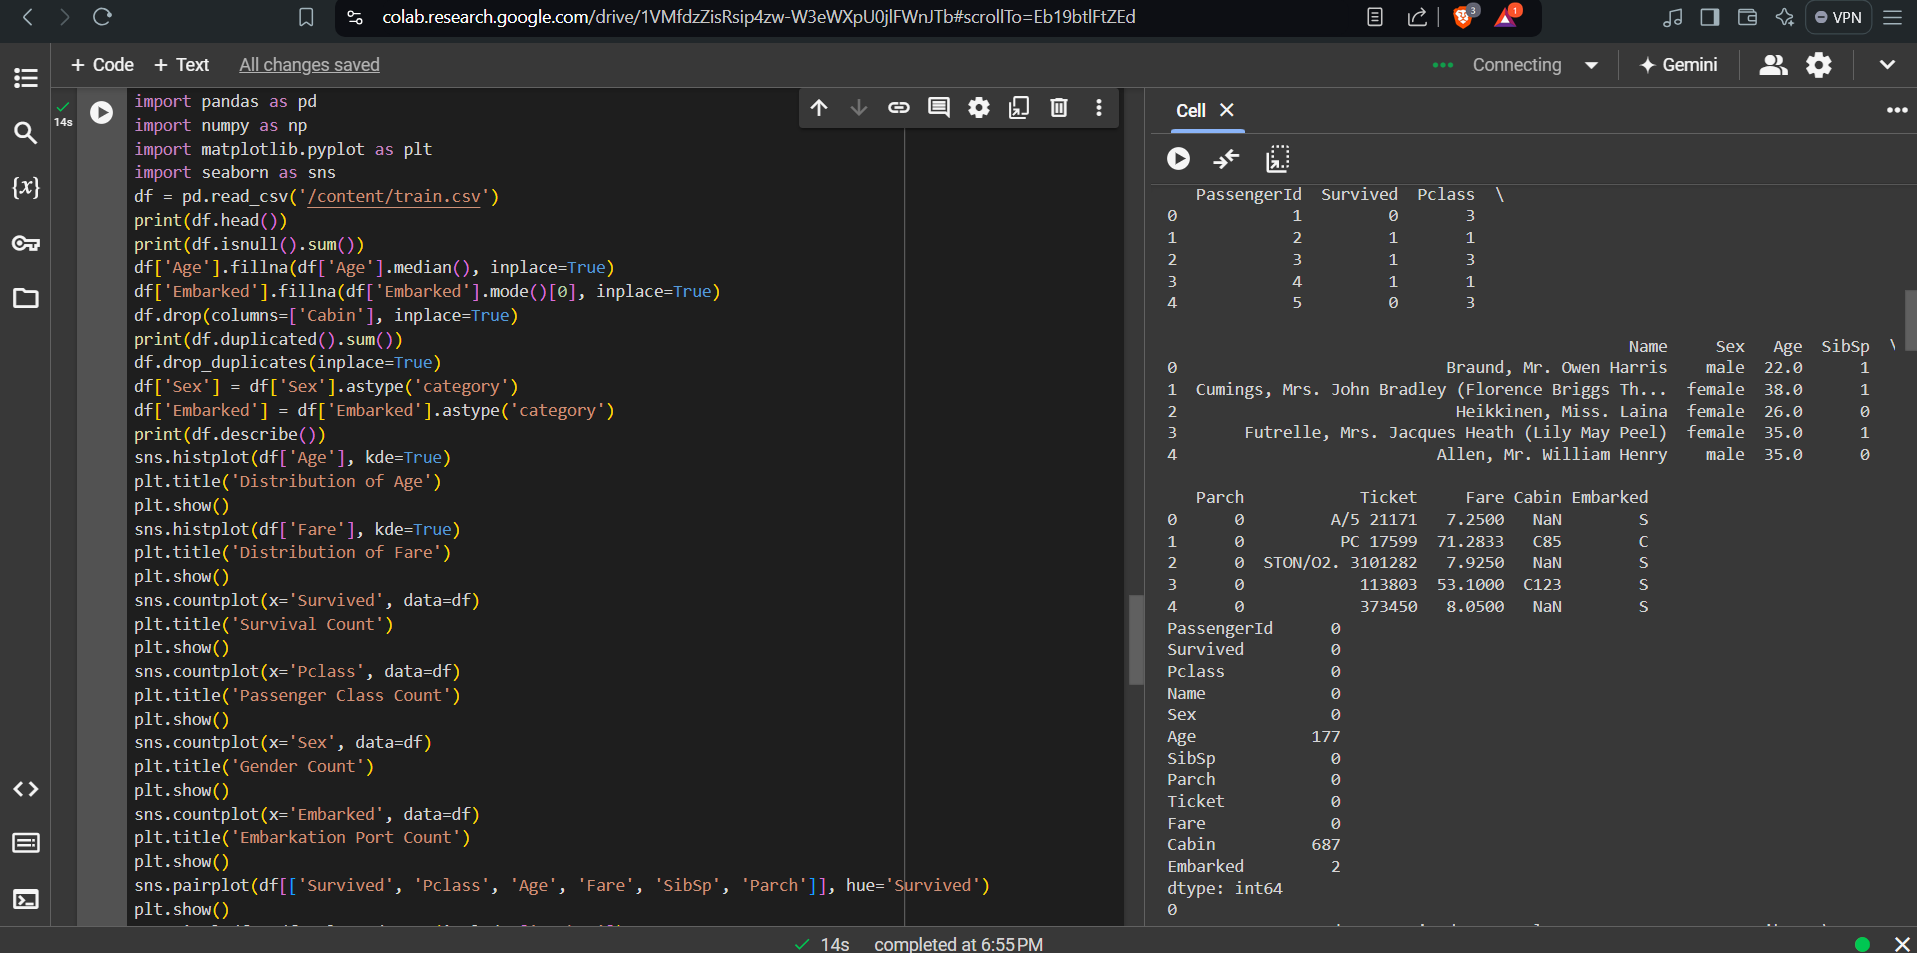 colab.research.google.com/drive/1VMfdzZisRsip4zw-W3eWXpU0jlFWnJTb#scrollTo=Eb19btlFtZEd
3
1
VPN
+ Code + Text All changes saved
Connecting
Gemini
14s
import pandas as pd
import numpy as np
import matplotlib.pyplot as plt
import seaborn as sns
df = pd.read_csv('/content/train.csv')
print(df.head())
print(df.isnull().sum())
df['Age'].fillna(df['Age'].median(), inplace=True)
df['Embarked'].fillna(df['Embarked'].mode()[0], inplace=True)
df.drop(columns=['Cabin'], inplace=True)
print(df.duplicated().sum())
df.drop_duplicates(inplace=True)
df['Sex'] = df['Sex'].astype('category')
df['Embarked'] = df['Embarked'].astype('category')
print(df.describe())
sns.histplot(df['Age'], kde=True)
plt.title('Distribution of Age')
plt.show()
sns.histplot(df['Fare'], kde=True)
plt.title('Distribution of Fare')
plt.show()
sns.countplot(x='Survived', data=df)
plt.title('Survival Count')
plt.show()
sns.countplot(x='Pclass', data=df)
plt.title('Passenger Class Count')
plt.show()
sns.countplot(x='Sex', data=df)
plt.title('Gender Count')
plt.show()
sns.countplot(x='Embarked', data=df)
plt.title('Embarkation Port Count')
plt.show()
sns.pairplot(df[['Survived', 'Pclass', 'Age', 'Fare', 'SibSp', 'Parch']], hue='Survived')
plt.show()
Cell
PassengerId Survived Pclass \
0 1 0 3
1 2 1 1
2 3 1 3
3 4 1 1
4 5 0 3
Name Sex Age SibSp \
0 Braund, Mr. Owen Harris male 22.0 1
1 Cumings, Mrs. John Bradley (Florence Briggs Th... female 38.0 1
2 Heikkinen, Miss. Laina female 26.0 0
3 Futrelle, Mrs. Jacques Heath (Lily May Peel) female 35.0 1
4 Allen, Mr. William Henry male 35.0 0
Parch Ticket Fare Cabin Embarked
0 0 A/5 21171 7.2500 NaN S
1 0 PC 17599 71.2833 C85 C
2 0 STON/O2. 3101282 7.9250 NaN S
3 0 113803 53.1000 C123 S
4 0 373450 8.0500 NaN S
PassengerId 0
Survived 0
Pclass 0
Name 0
Sex 0
Age 177
SibSp 0
Parch 0
Ticket 0
Fare 0
Cabin 687
Embarked 2
dtype: int64
0
14s completed at 6:55 PM